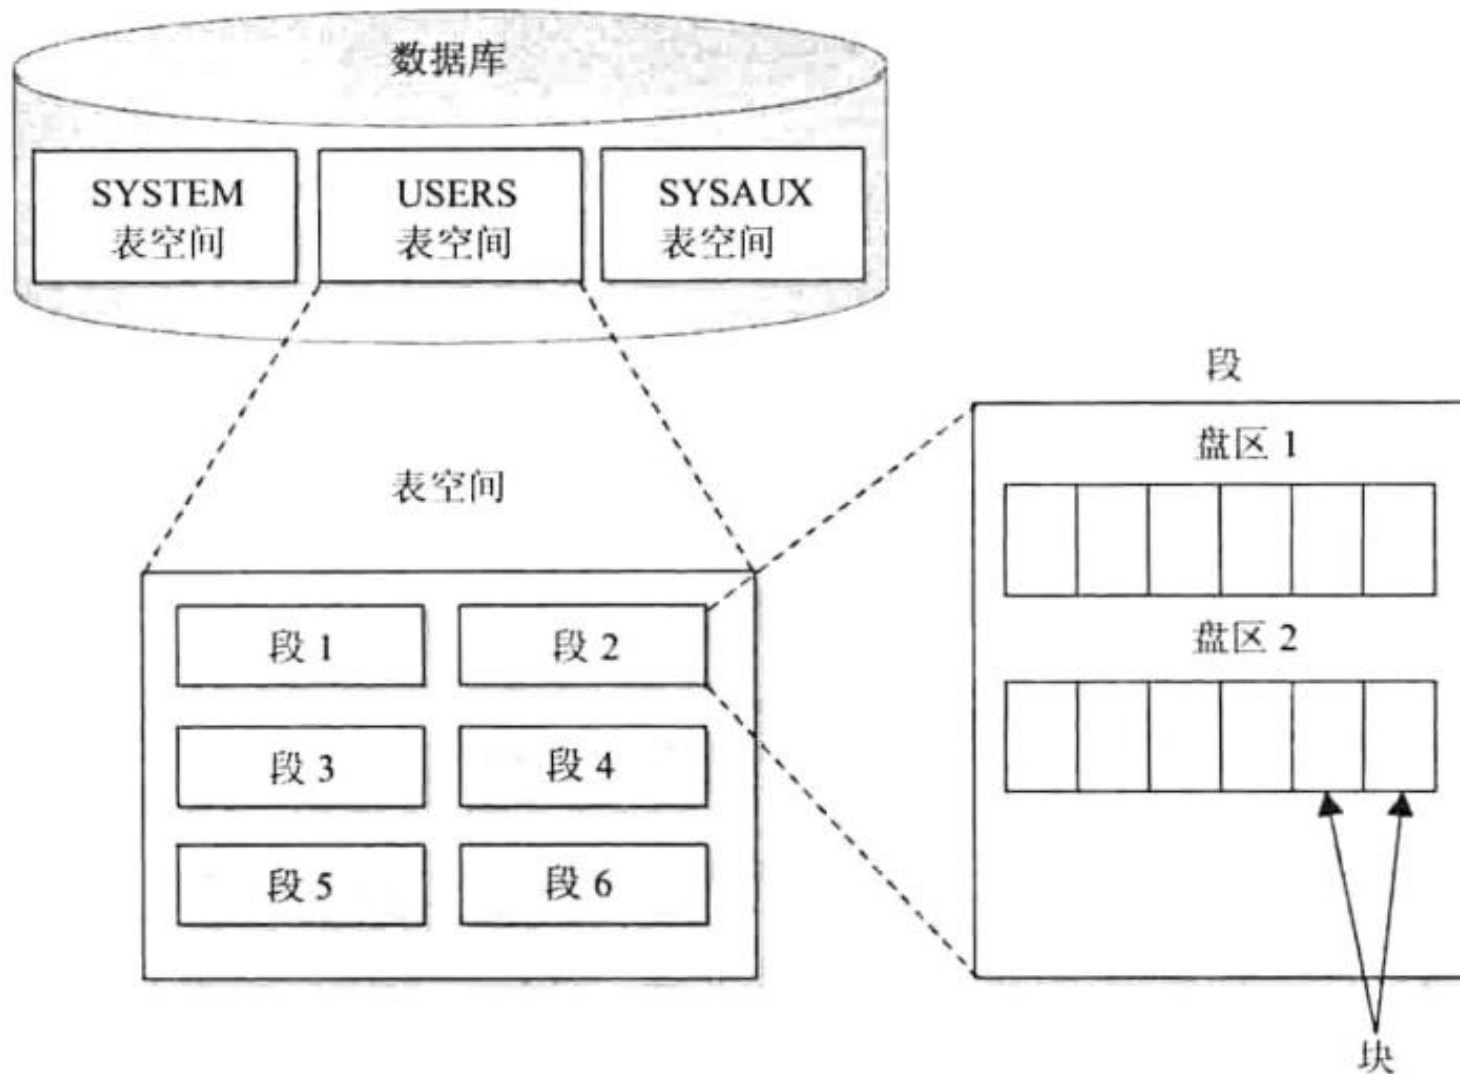 数据库
SYSTEM
表空间
USERS
表空间
SYSAUX
表空间
表空间
段 1
段 2
段 3
段 4
段 5
段 6
段
盘区 1
盘区 2
块